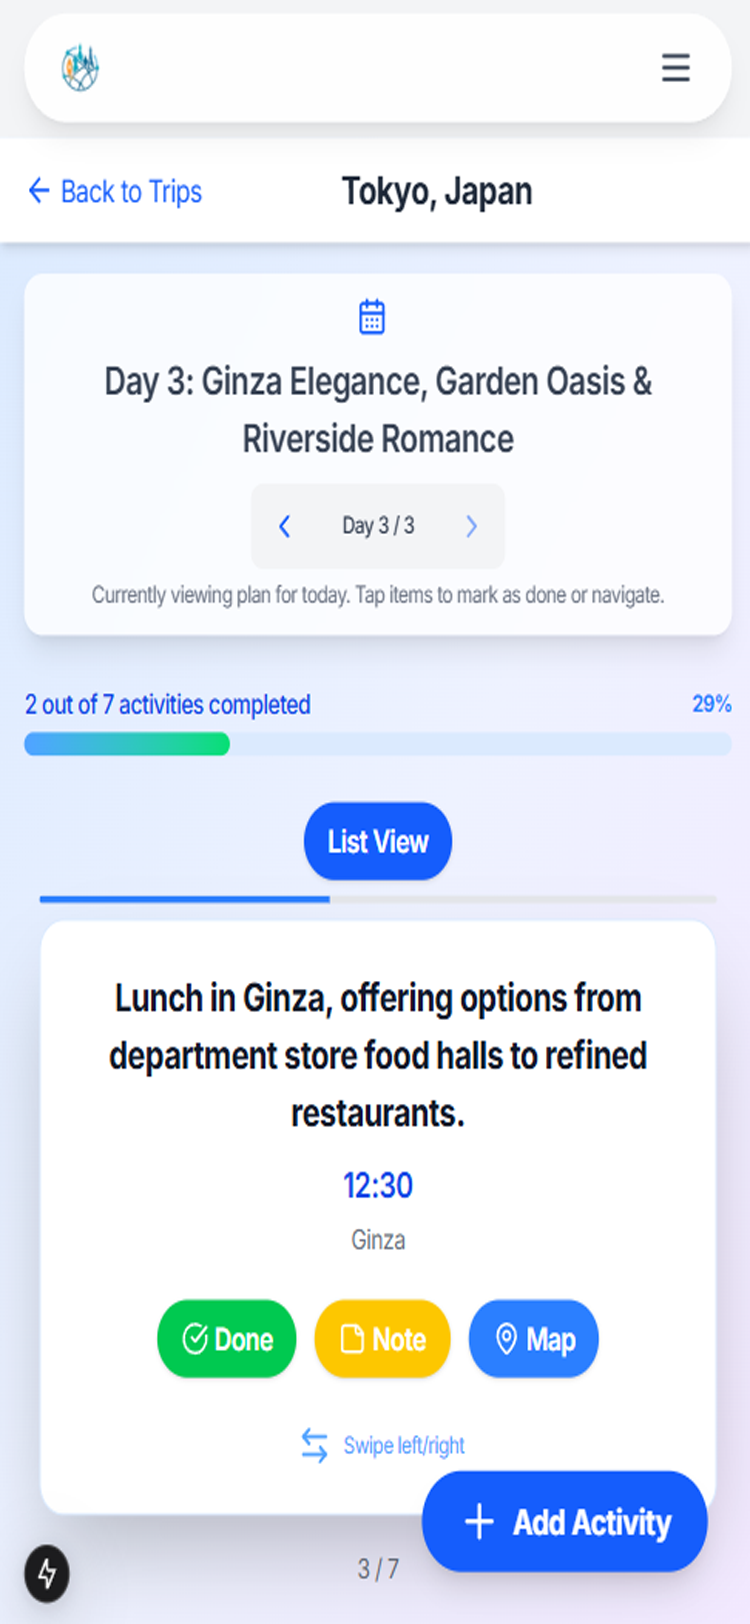 Back to Trips
Tokyo, Japan
Day 3: Ginza Elegance, Garden Oasis &
Riverside Romance
Day 3 / 3
Currently viewing plan for today. Tap items to mark as done or navigate.
2 out of 7 activities completed
29%
List View
Lunch in Ginza, offering options from
department store food halls to refined
restaurants.
12:30
Ginza
Done
Note
Map
Swipe left/right
Add Activity
3 / 7